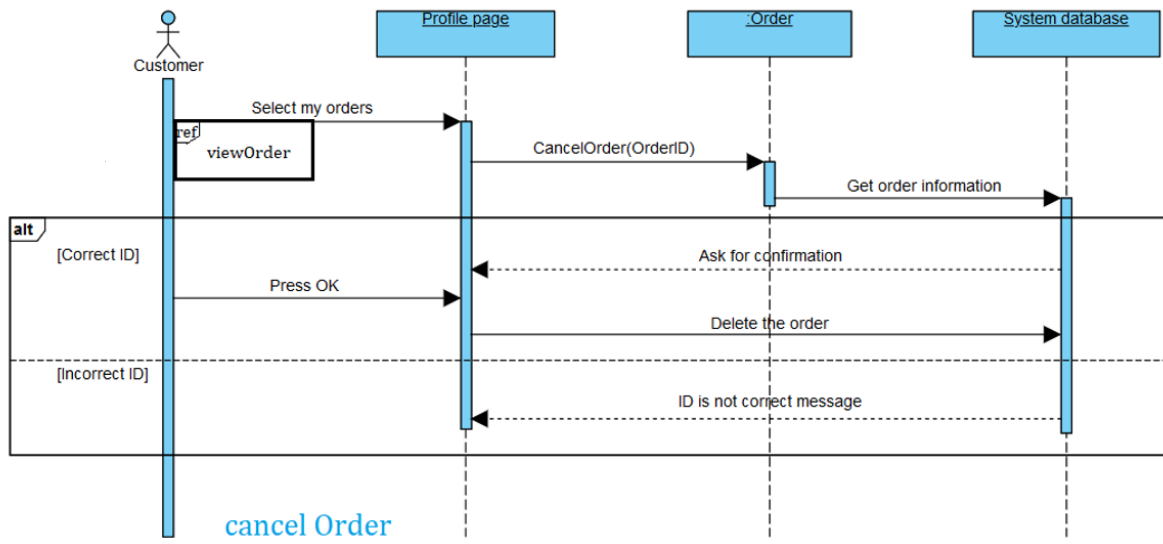 Profile page
:Order
System database
Customer
Select my orders
ref
viewOrder
CancelOrder(OrderID)
Get order information
alt
[Correct ID]
Ask for confirmation
Press OK
Delete the order
[Incorrect ID]
ID is not correct message
cancel Order